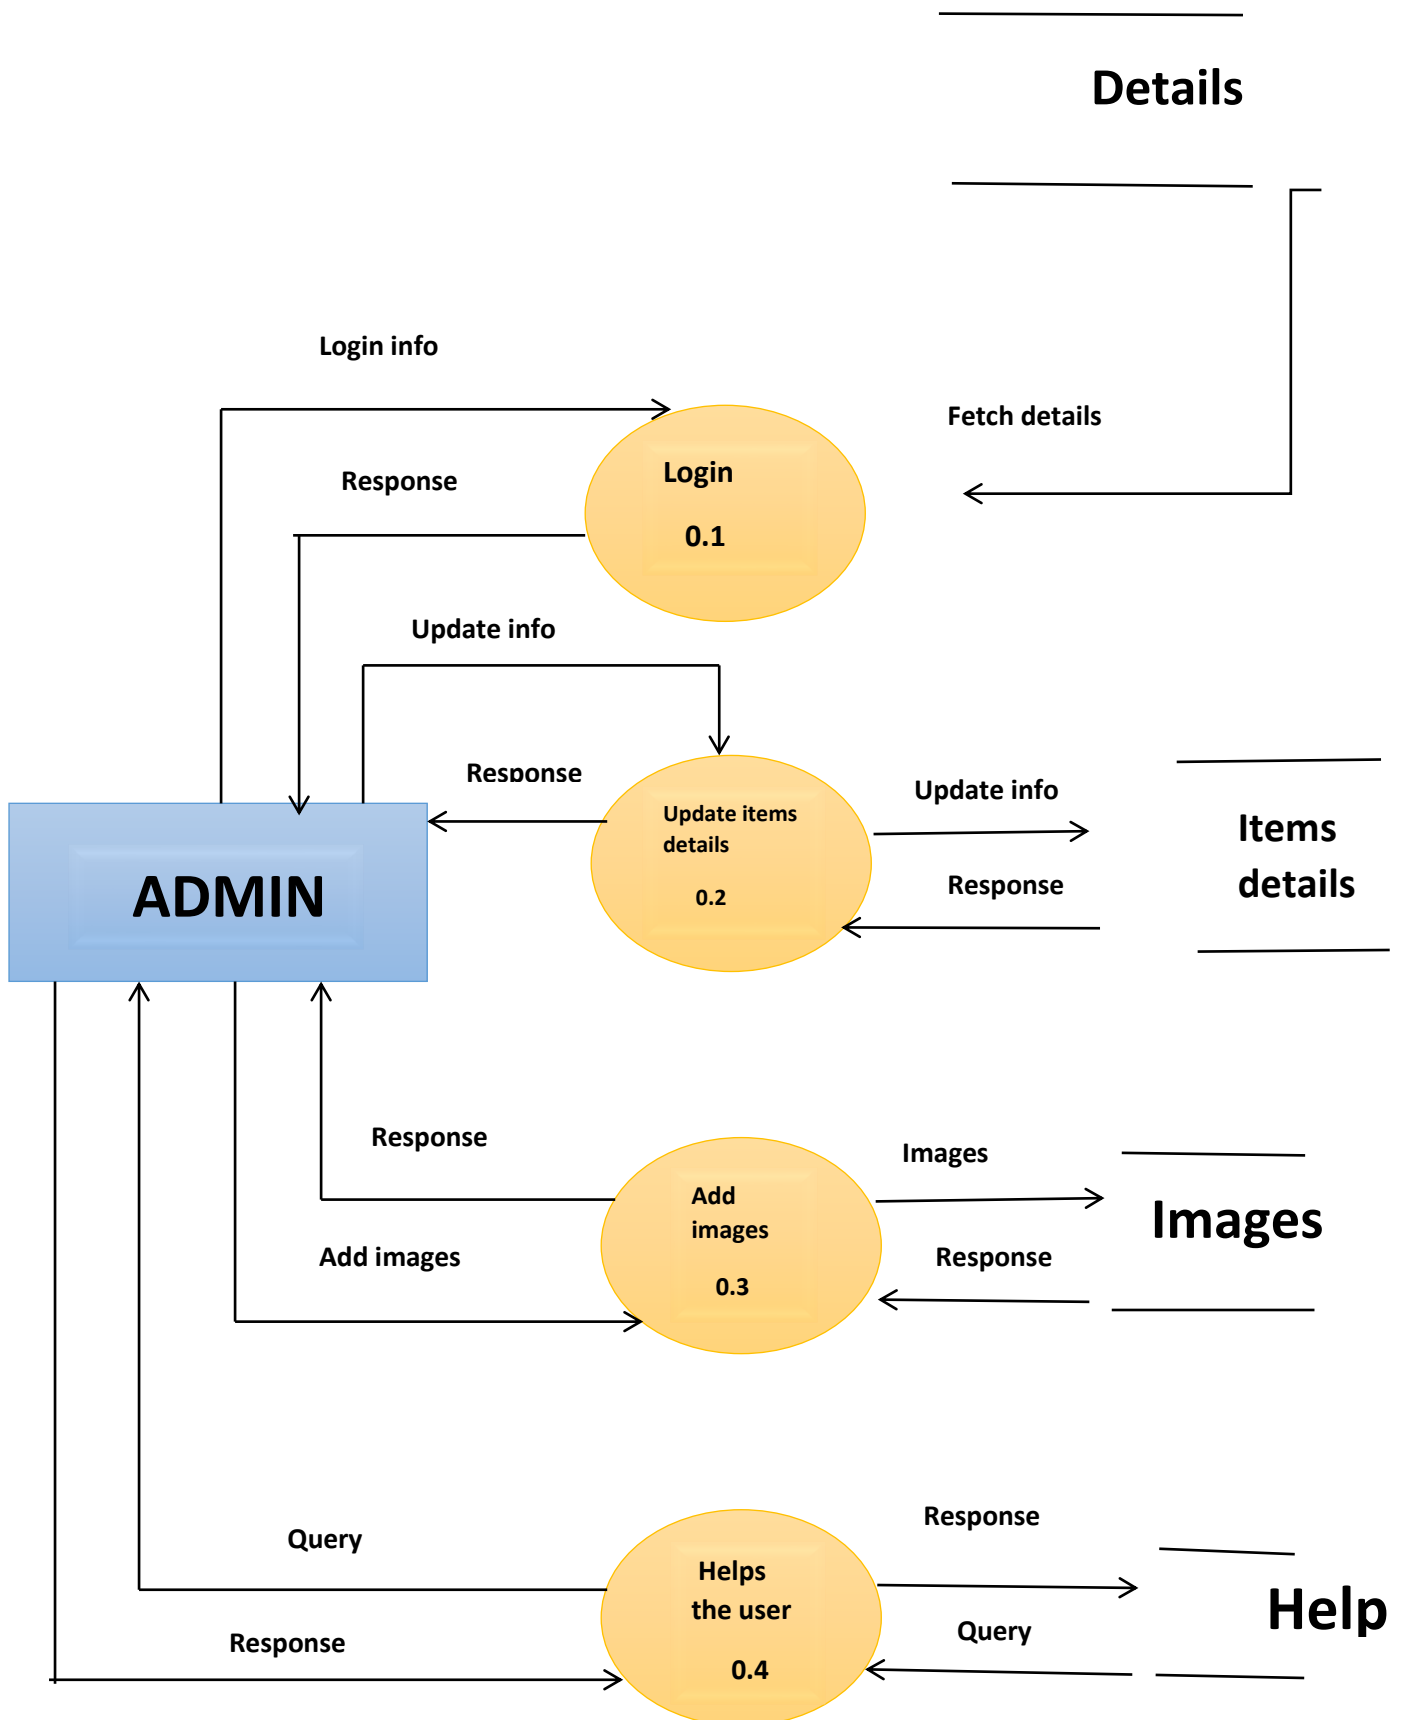 Details
Login info
Fetch details
Login
Response
0.1
Update info
Response
Update info
Update items
details
0.2
Items
details
Response
ADMIN
Response
Images
Add
images
0.3
Images
Add images
Response
Response
Query
Helps
the user
0.4
Help
Query
Response